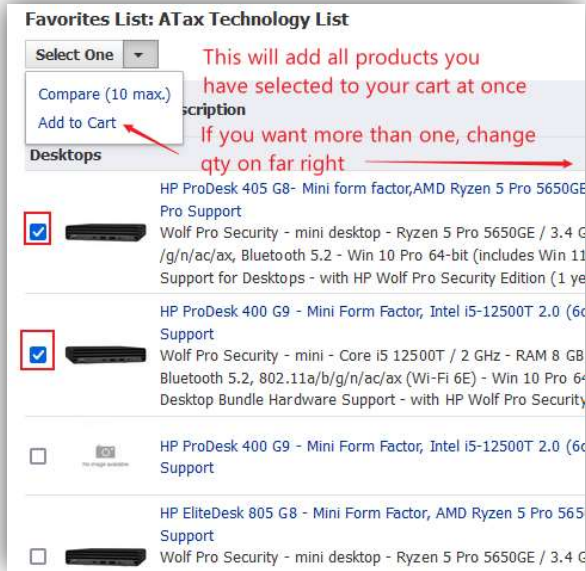 Favorites List: ATax Technology List
Select One
This will add all products you
have selected to your cart at once
Compare (10 max.)
scription
Add to Cart
If you want more than one, change
qty on far right
Desktops
HP ProDesk 405 G8- Mini form factor,AMD Ryzen 5 Pro 5650GE
Pro Support
Wolf Pro Security - mini desktop - Ryzen 5 Pro 5650GE / 3.4 G
/g/n/ac/ax, Bluetooth 5.2 - Win 10 Pro 64-bit (includes Win 11
Support for Desktops - with HP Wolf Pro Security Edition (1 ye
HP ProDesk 400 G9 - Mini Form Factor, Intel i5-12500T 2.0 (6c
Support
Wolf Pro Security - mini - Core i5 12500T / 2 GHz - RAM 8 GB
Bluetooth 5.2, 802.11a/b/g/n/ac/ax (Wi-Fi 6E) - Win 10 Pro 64
Desktop Bundle Hardware Support - with HP Wolf Pro Security
HP ProDesk 400 G9 - Mini Form Factor, Intel i5-12500T 2.0 (6c
No image available
Support
HP EliteDesk 805 G8 - Mini Form Factor, AMD Ryzen 5 Pro 565
Support
Wolf Pro Security - mini desktop - Ryzen 5 Pro 5650GE / 3.4 G